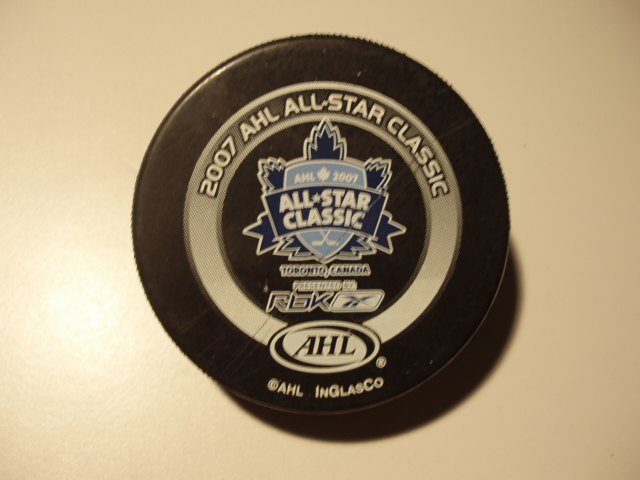 2007 AHL ALL-STAR CLASSIC
AHL 2007
ALL★STAR
CLASSIC
TORONTO, CANADA
PRESENTED BY
RBK
AHL ®
©AHL INGLASCO